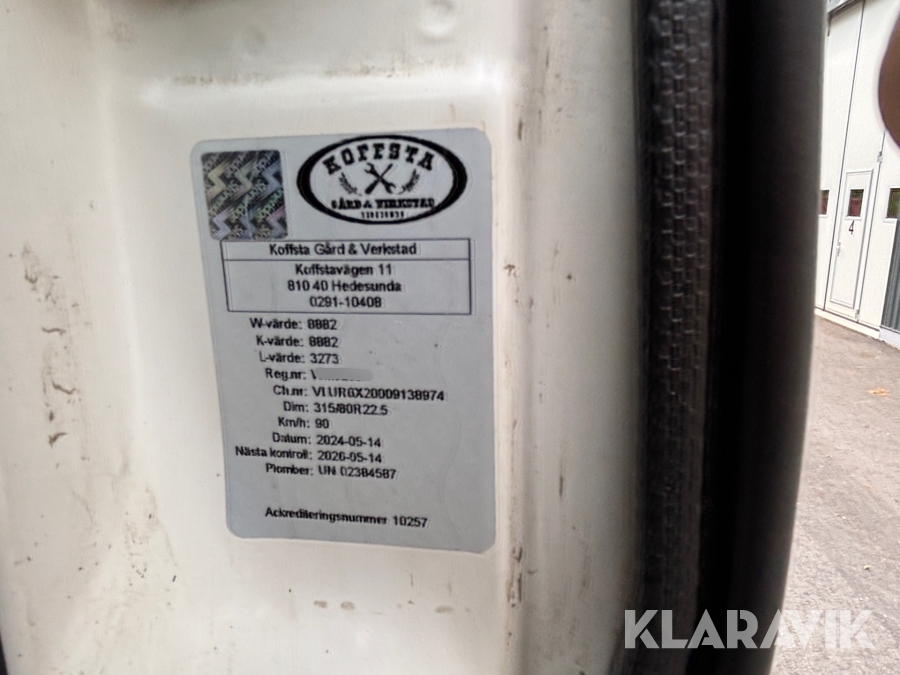 KOFFSTA
GÅRD & VERKSTAD
Koffsta Gård & Verkstad
Koffstavägen 11
810 40 Hedesunda
0291-10408
W-värde: 8882
K-värde: 8882
L-värde: 3273
Reg.nr:
Ch.nr: VLUR6X20009138974
Dim: 315/80R22.5
Km/h: 90
Datum: 2024-05-14
Nästa kontroll: 2026-05-14
Plomber: UN 02384587
Ackrediteringsnummer 10257
4
KLARAVIK